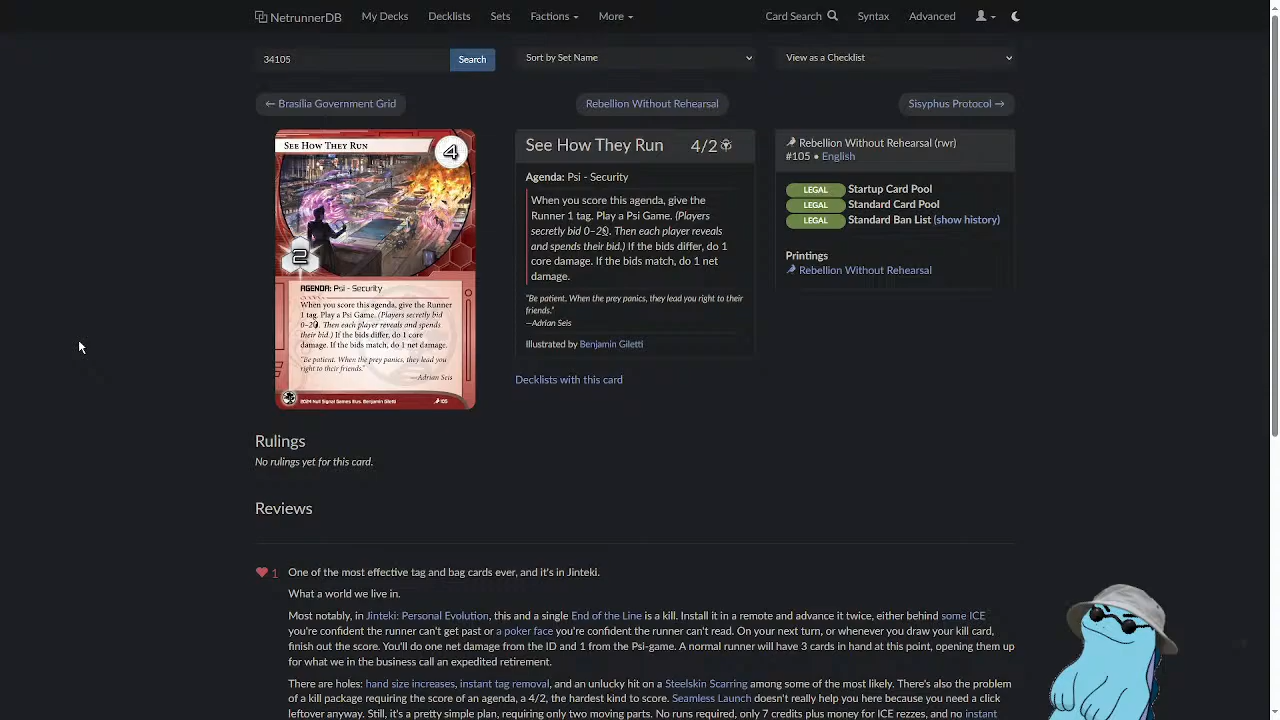 NetrunnerDB My Decks Decklists Sets Factions More Card Search Syntax Advanced
34105 Search Sort by Set Name View as a Checklist
← Brasília Government Grid Rebellion Without Rehearsal Sisyphus Protocol →
See How They Run
4
2
AGENDA: Psi - Security
When you score this agenda, give the Runner
1 tag. Play a Psi Game. (Players secretly bid
0–2. Then each player reveals and spends
their bid.) If the bids differ, do 1 core
damage. If the bids match, do 1 net damage.
"Be patient. When the prey panics, they lead you
right to their friends."
—Adrian Seis
2024 Null Signal Games Illus. Benjamin Giletti 105
See How They Run 4/2
Agenda: Psi - Security
When you score this agenda, give the
Runner 1 tag. Play a Psi Game. (Players
secretly bid 0–2. Then each player reveals
and spends their bid.) If the bids differ, do 1
core damage. If the bids match, do 1 net
damage.
"Be patient. When the prey panics, they lead you right to their
friends."
—Adrian Seis
Illustrated by Benjamin Giletti
Decklists with this card
Rebellion Without Rehearsal (rwr)
#105 • English
LEGAL Startup Card Pool
LEGAL Standard Card Pool
LEGAL Standard Ban List (show history)
Printings
Rebellion Without Rehearsal
Rulings
No rulings yet for this card.
Reviews
1 One of the most effective tag and bag cards ever, and it's in Jinteki.
What a world we live in.
Most notably, in Jinteki: Personal Evolution, this and a single End of the Line is a kill. Install it in a remote and advance it twice, either behind some ICE
you're confident the runner can't get past or a poker face you're confident the runner can't read. On your next turn, or whenever you draw your kill card,
finish out the score. You'll do one net damage from the ID and 1 from the Psi-game. A normal runner will have 3 cards in hand at this point, opening them up
for what we in the business call an expedited retirement.
There are holes: hand size increases, instant tag removal, and an unlucky hit on a Steelskin Scarring among some of the most likely. There's also the problem
of a kill package requiring the score of an agenda, a 4/2, the hardest kind to score. Seamless Launch doesn't really help you here because you need a click
leftover anyway. Still, it's a pretty simple plan, requiring only two moving parts. No runs required, only 7 credits plus money for ICE rezzes, and no instant